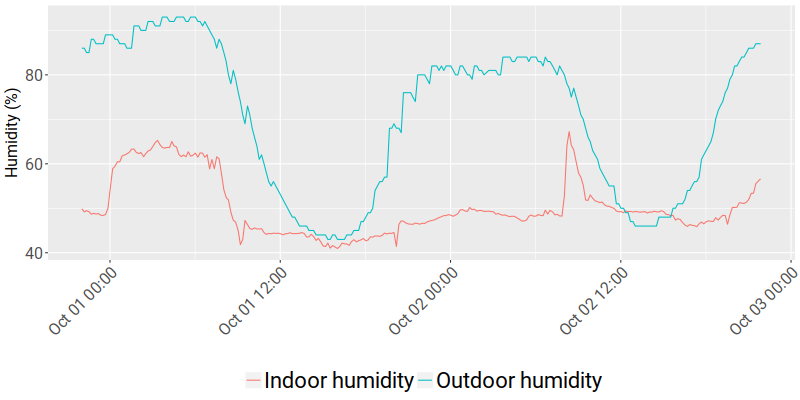 Humidity (%)
80
60
40
Oct 01 00:00
Oct 01 12:00
Oct 02 00:00
Oct 02 12:00
Oct 03 00:00
Indoor humidity Outdoor humidity